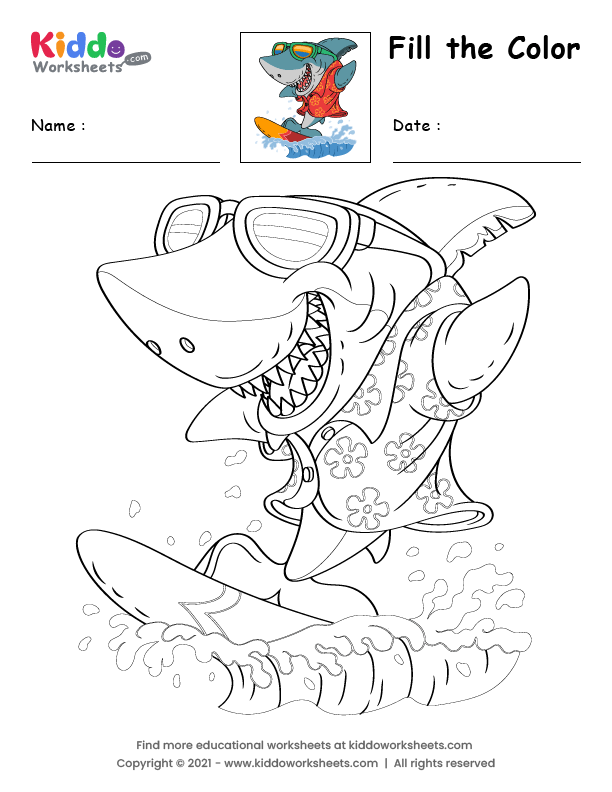 Kiddo
Worksheets.com
Fill the Color
Name :
Date :
Find more educational worksheets at kiddoworksheets.com
Copyright © 2021 - www.kiddoworksheets.com | All rights reserved